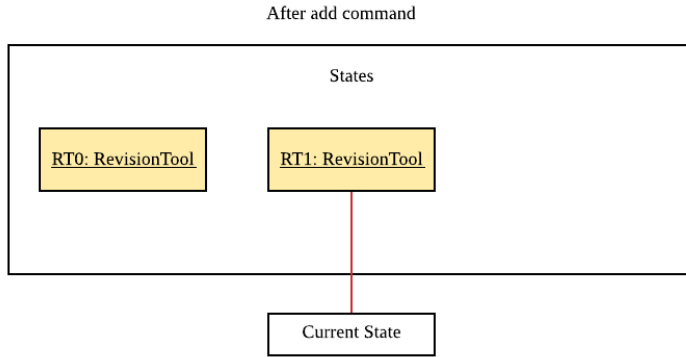 After add command
States
RT0: RevisionTool
RT1: RevisionTool
Current State